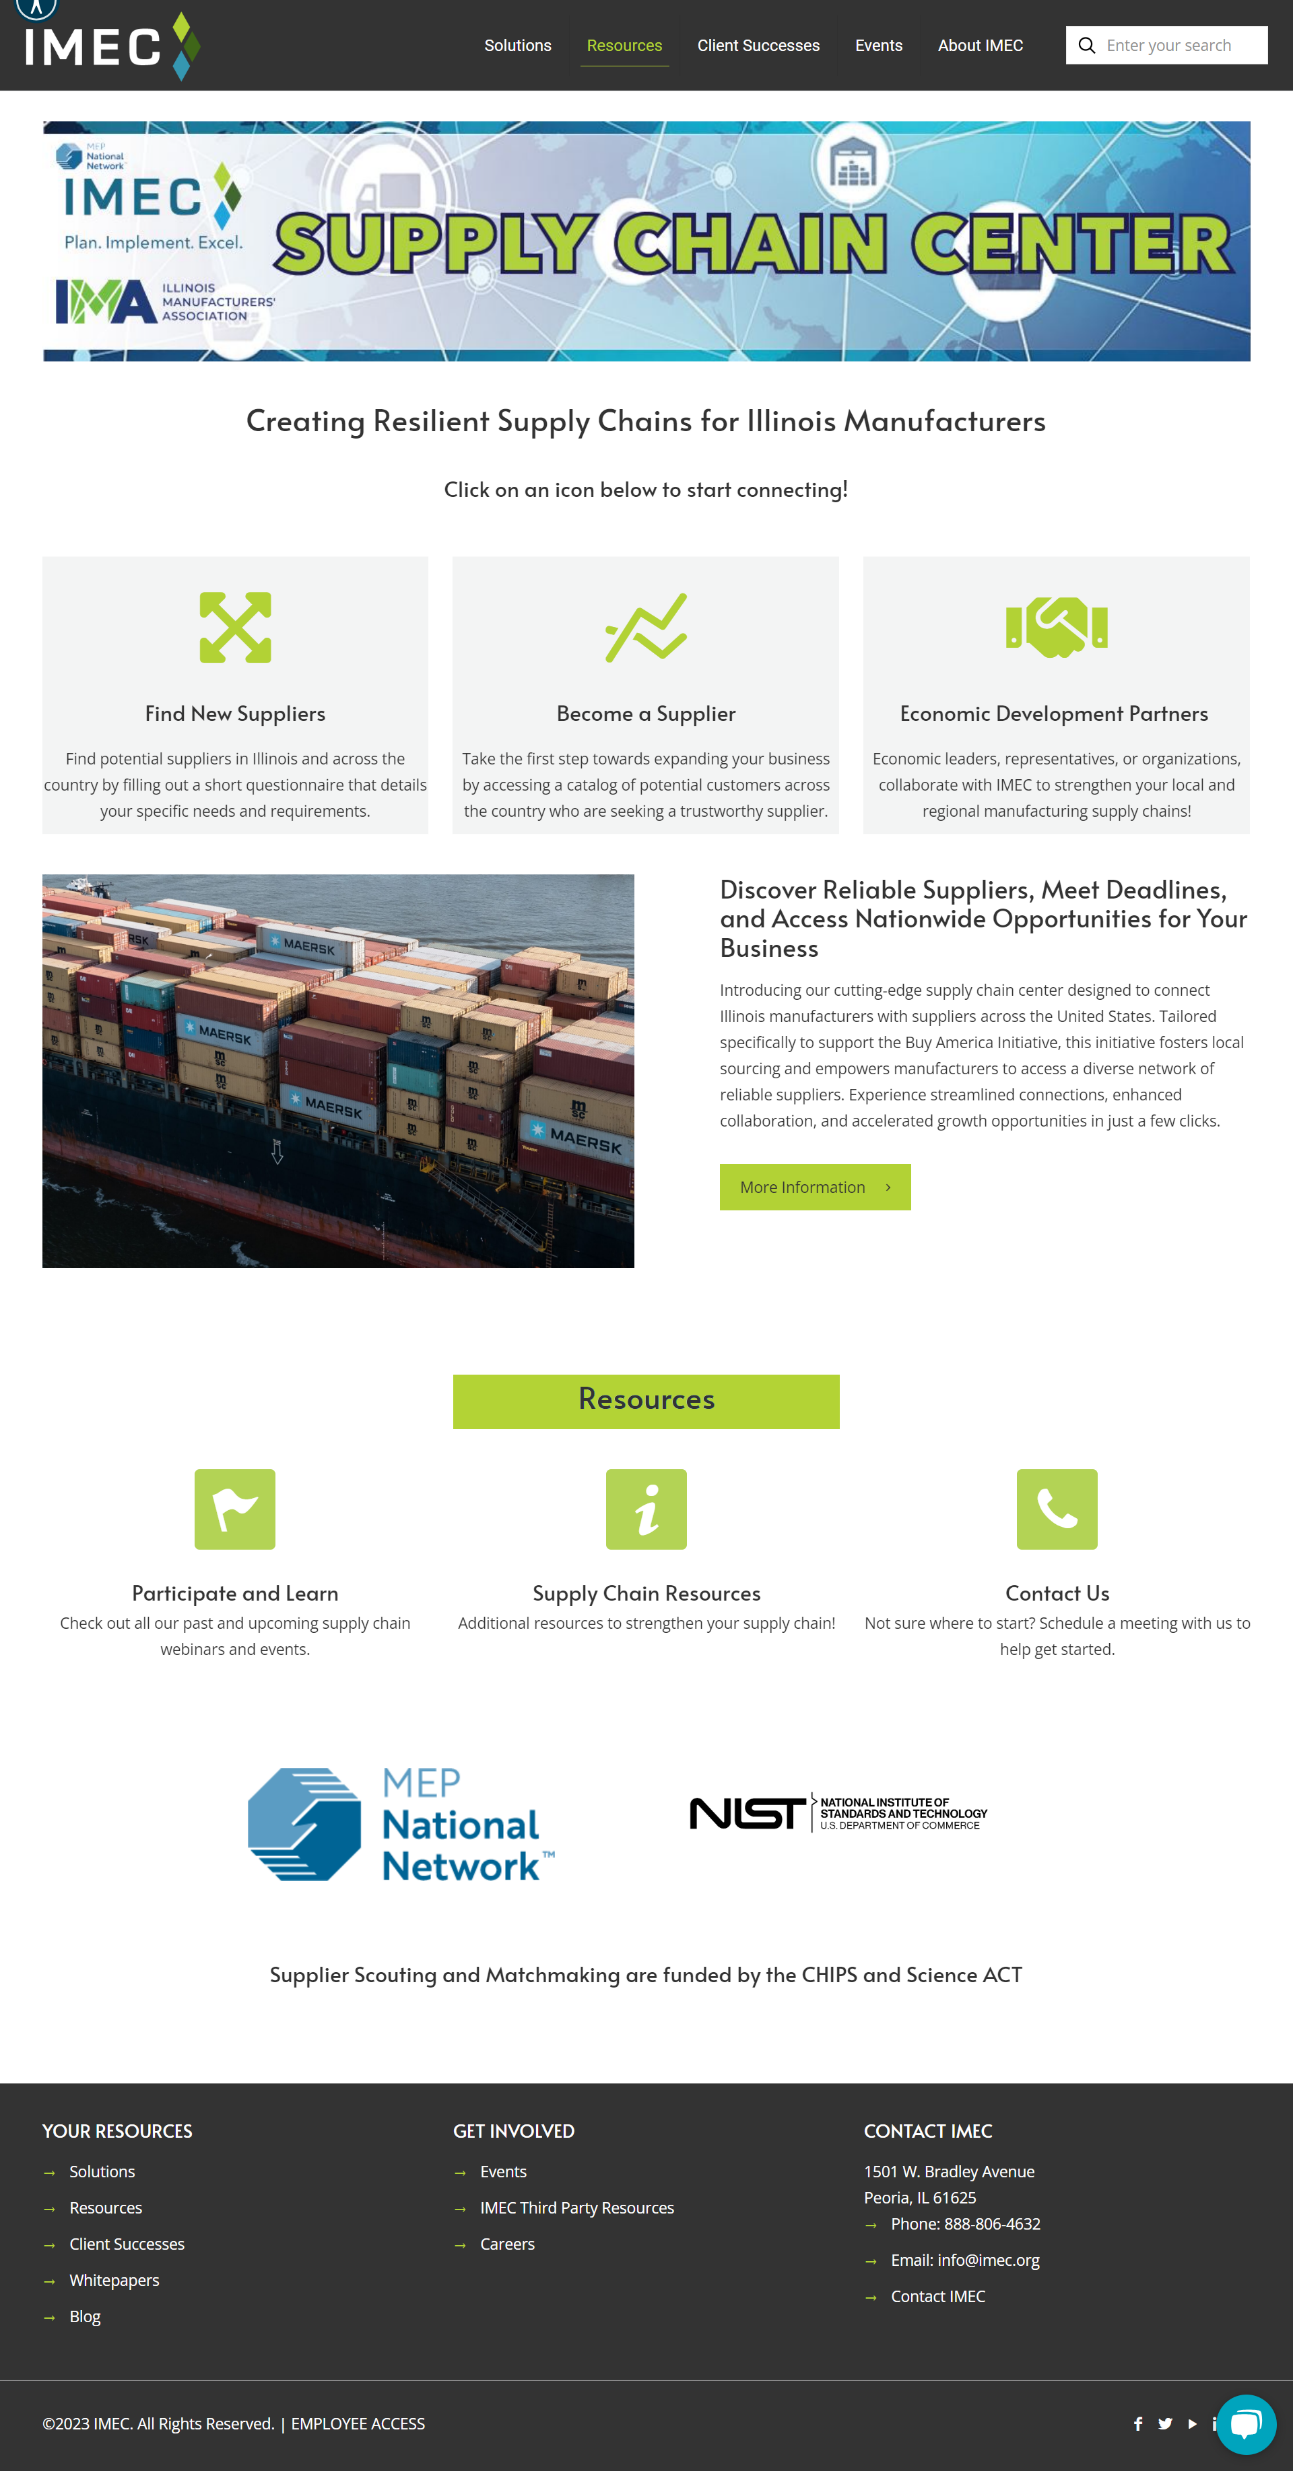 IMEC
Solutions
Resources
Client Successes
Events
About IMEC
Enter your search
MEP
National
Network
IMEC
Plan. Implement. Excel.
SUPPLY CHAIN CENTER
IMA
ILLINOIS
MANUFACTURERS'
ASSOCIATION
Creating Resilient Supply Chains for Illinois Manufacturers
Click on an icon below to start connecting!
Find New Suppliers
Find potential suppliers in Illinois and across the
country by filling out a short questionnaire that details
your specific needs and requirements.
Become a Supplier
Take the first step towards expanding your business
by accessing a catalog of potential customers across
the country who are seeking a trustworthy supplier.
Economic Development Partners
Economic leaders, representatives, or organizations,
collaborate with IMEC to strengthen your local and
regional manufacturing supply chains!
MAERSK
MAERSK
MAERSK
MAERSK
Discover Reliable Suppliers, Meet Deadlines,
and Access Nationwide Opportunities for Your
Business
Introducing our cutting-edge supply chain center designed to connect
Illinois manufacturers with suppliers across the United States. Tailored
specifically to support the Buy America Initiative, this initiative fosters local
sourcing and empowers manufacturers to access a diverse network of
reliable suppliers. Experience streamlined connections, enhanced
collaboration, and accelerated growth opportunities in just a few clicks.
More Information
Resources
Participate and Learn
Check out all our past and upcoming supply chain
webinars and events.
Supply Chain Resources
Additional resources to strengthen your supply chain!
Contact Us
Not sure where to start? Schedule a meeting with us to
help get started.
MEP
National
Network™
NIST
NATIONAL INSTITUTE OF
STANDARDS AND TECHNOLOGY
U.S. DEPARTMENT OF COMMERCE
Supplier Scouting and Matchmaking are funded by the CHIPS and Science ACT
YOUR RESOURCES
→ Solutions
→ Resources
→ Client Successes
→ Whitepapers
→ Blog
GET INVOLVED
→ Events
→ IMEC Third Party Resources
→ Careers
CONTACT IMEC
1501 W. Bradley Avenue
Peoria, IL 61625
→ Phone: 888-806-4632
→ Email: info@imec.org
→ Contact IMEC
©2023 IMEC. All Rights Reserved. | EMPLOYEE ACCESS